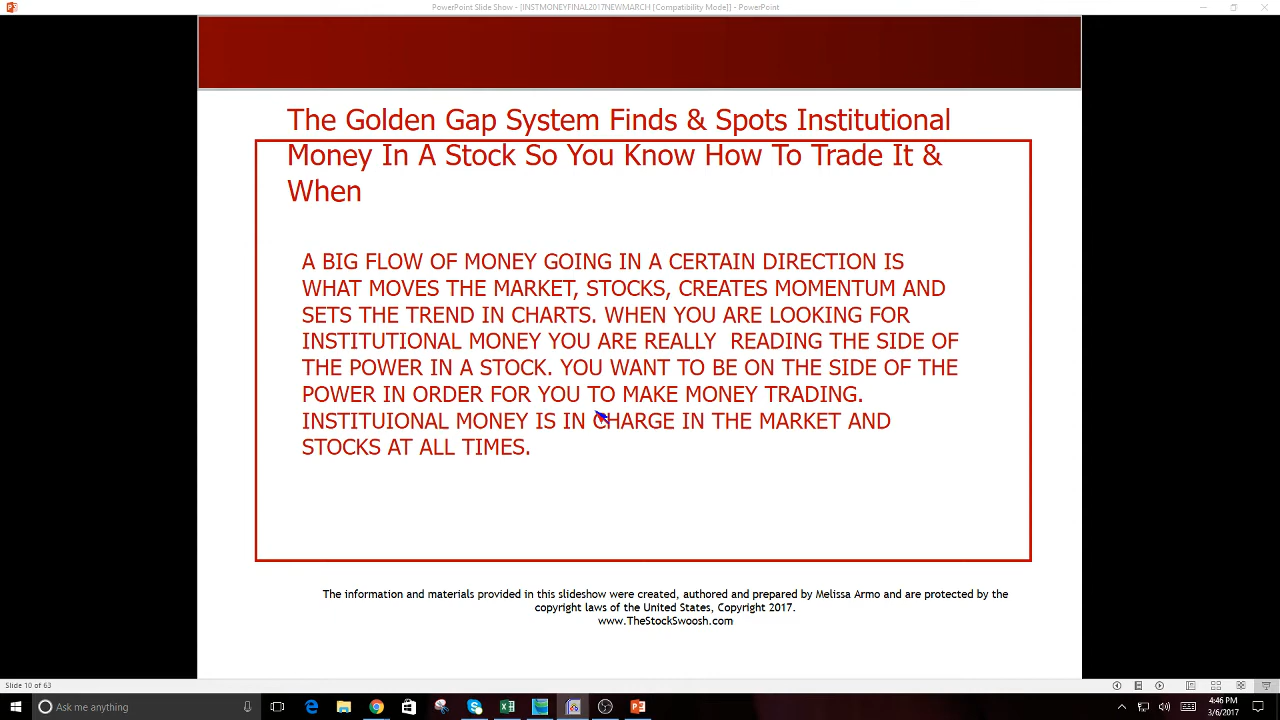 PowerPoint Slide Show - [INSTMONEYFINAL2017NEWMARCH [Compatibility Mode]] - PowerPoint
The Golden Gap System Finds & Spots Institutional
Money In A Stock So You Know How To Trade It &
When
A BIG FLOW OF MONEY GOING IN A CERTAIN DIRECTION IS
WHAT MOVES THE MARKET, STOCKS, CREATES MOMENTUM AND
SETS THE TREND IN CHARTS. WHEN YOU ARE LOOKING FOR
INSTITUTIONAL MONEY YOU ARE REALLY  READING THE SIDE OF
THE POWER IN A STOCK. YOU WANT TO BE ON THE SIDE OF THE
POWER IN ORDER FOR YOU TO MAKE MONEY TRADING.
INSTITUIONAL MONEY IS IN CHARGE IN THE MARKET AND
STOCKS AT ALL TIMES.
The information and materials provided in this slideshow were created, authored and prepared by Melissa Armo and are protected by the
copyright laws of the United States, Copyright 2017.
www.TheStockSwoosh.com
Slide 10 of 63
Ask me anything
4:46 PM
3/6/2017